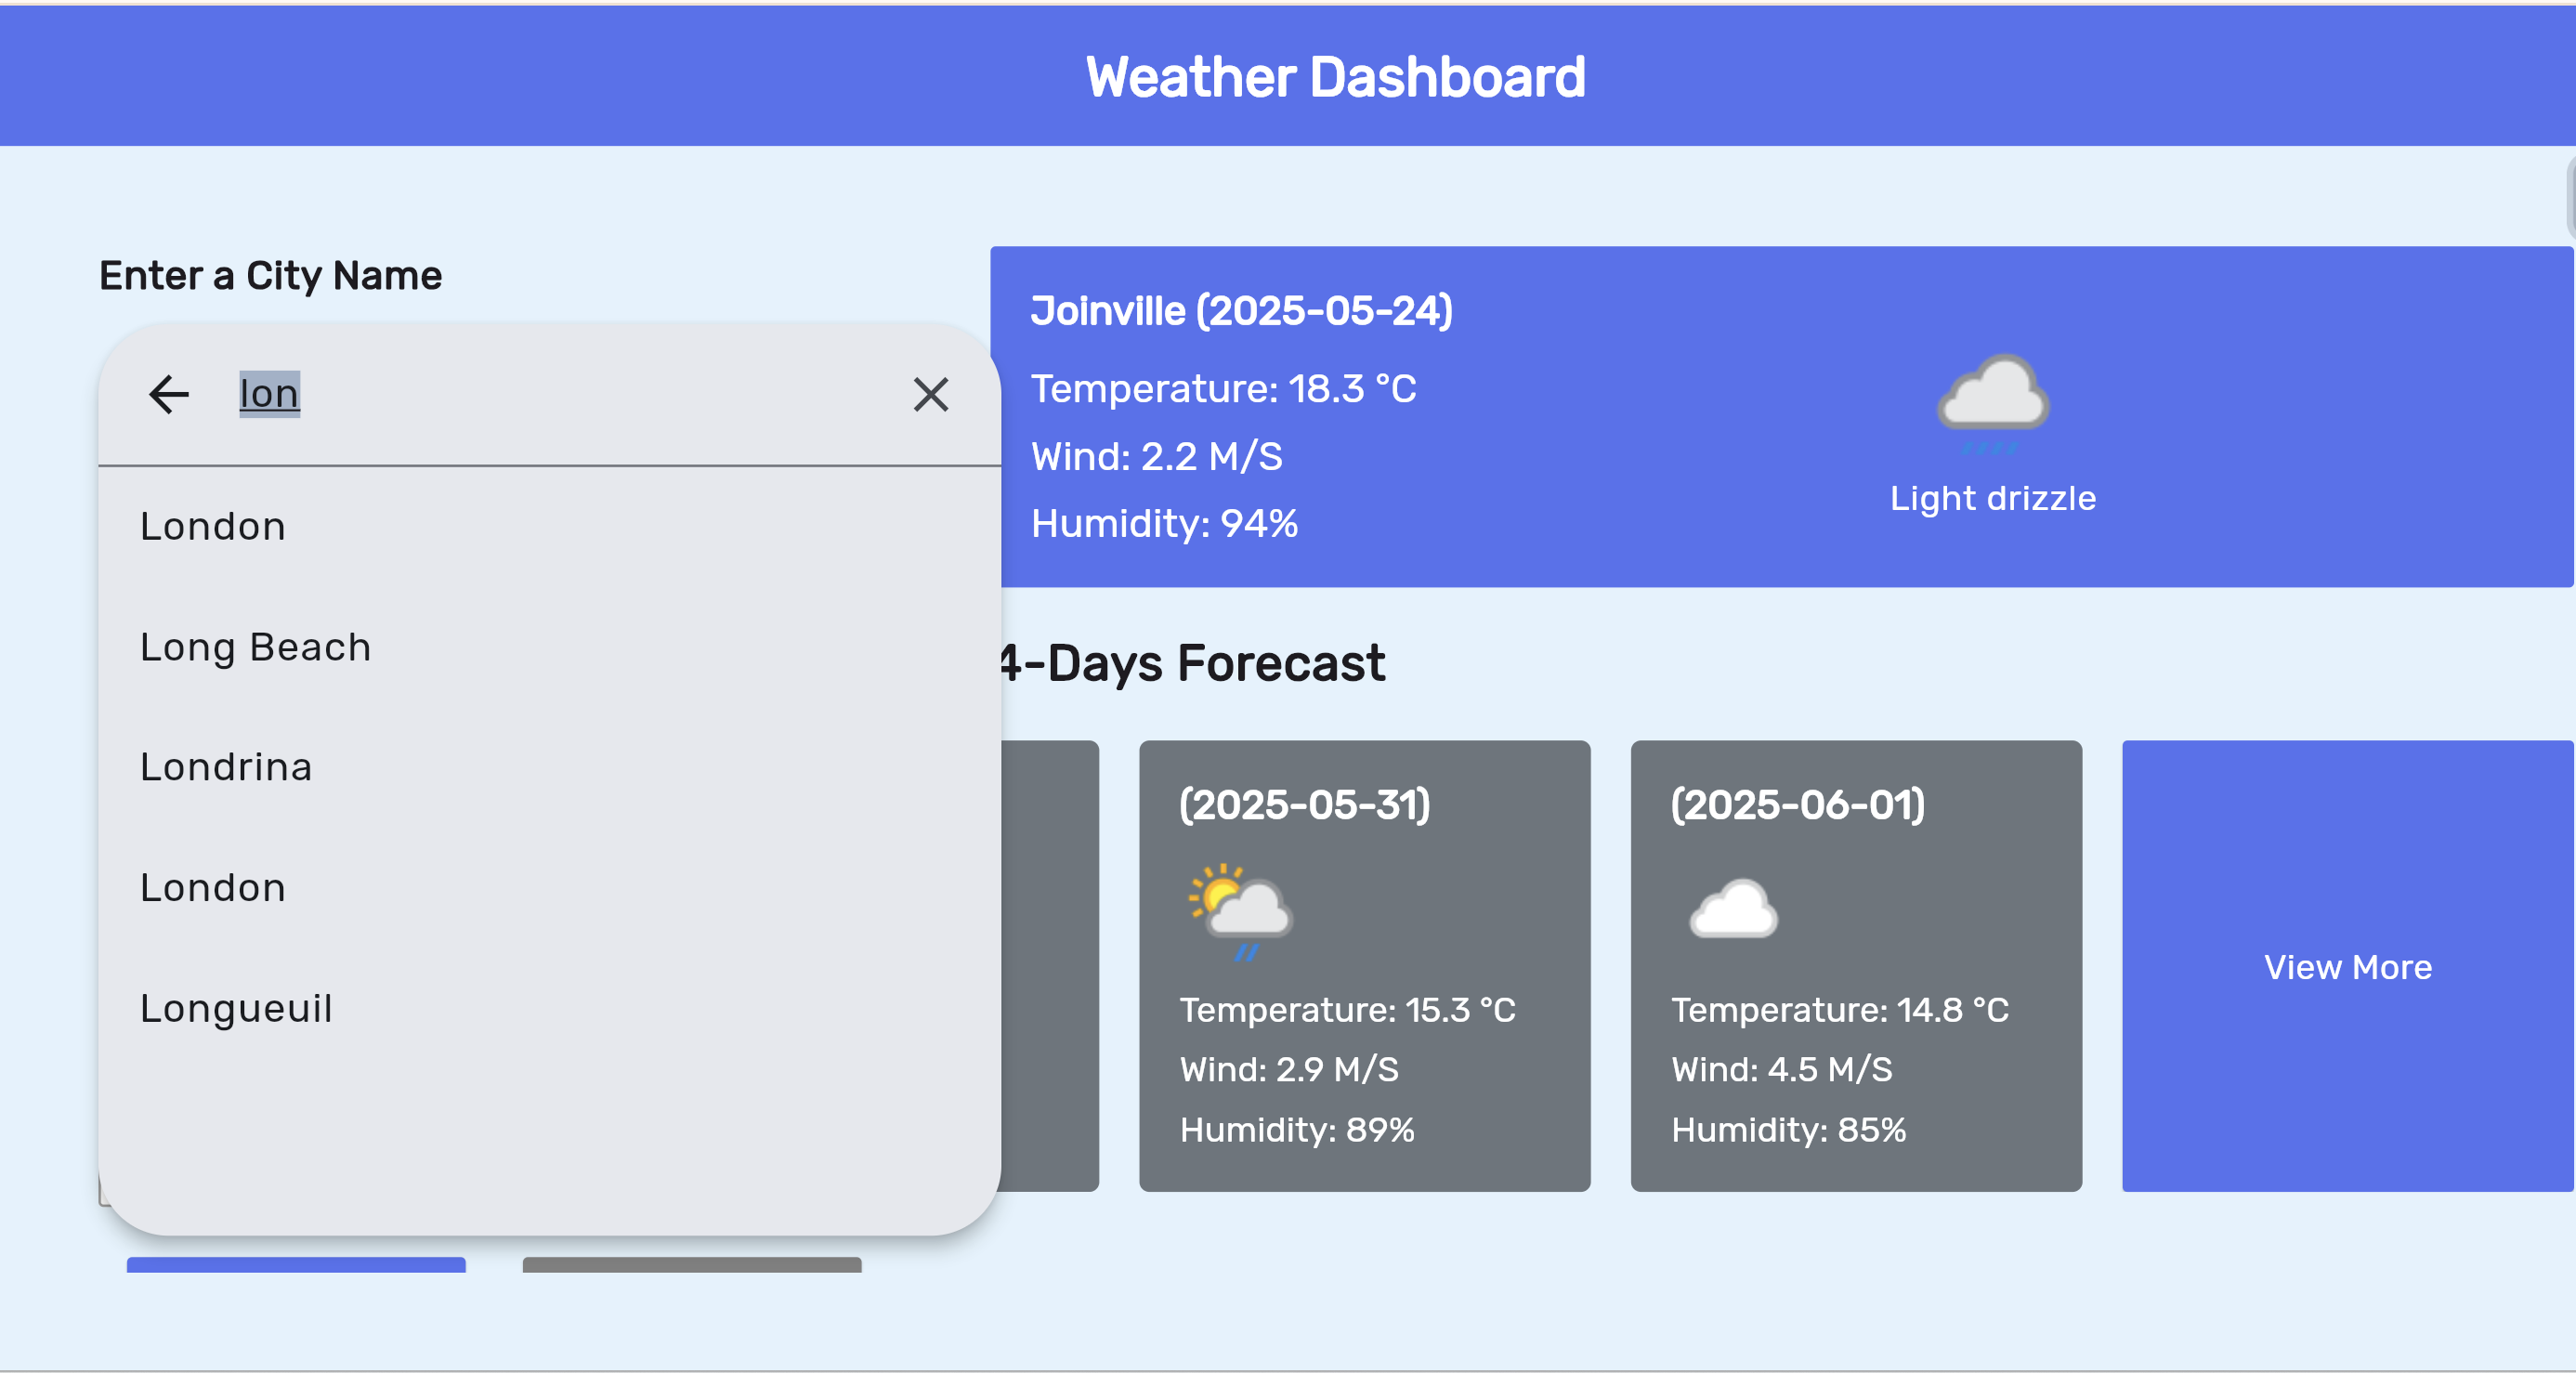 Weather Dashboard
Enter a City Name
lon
London
Long Beach
Londrina
London
Longueuil
Joinville (2025-05-24)
Temperature: 18.3 °C
Wind: 2.2 M/S
Humidity: 94%
Light drizzle
4-Days Forecast
(2025-05-31)
Temperature: 15.3 °C
Wind: 2.9 M/S
Humidity: 89%
(2025-06-01)
Temperature: 14.8 °C
Wind: 4.5 M/S
Humidity: 85%
View More